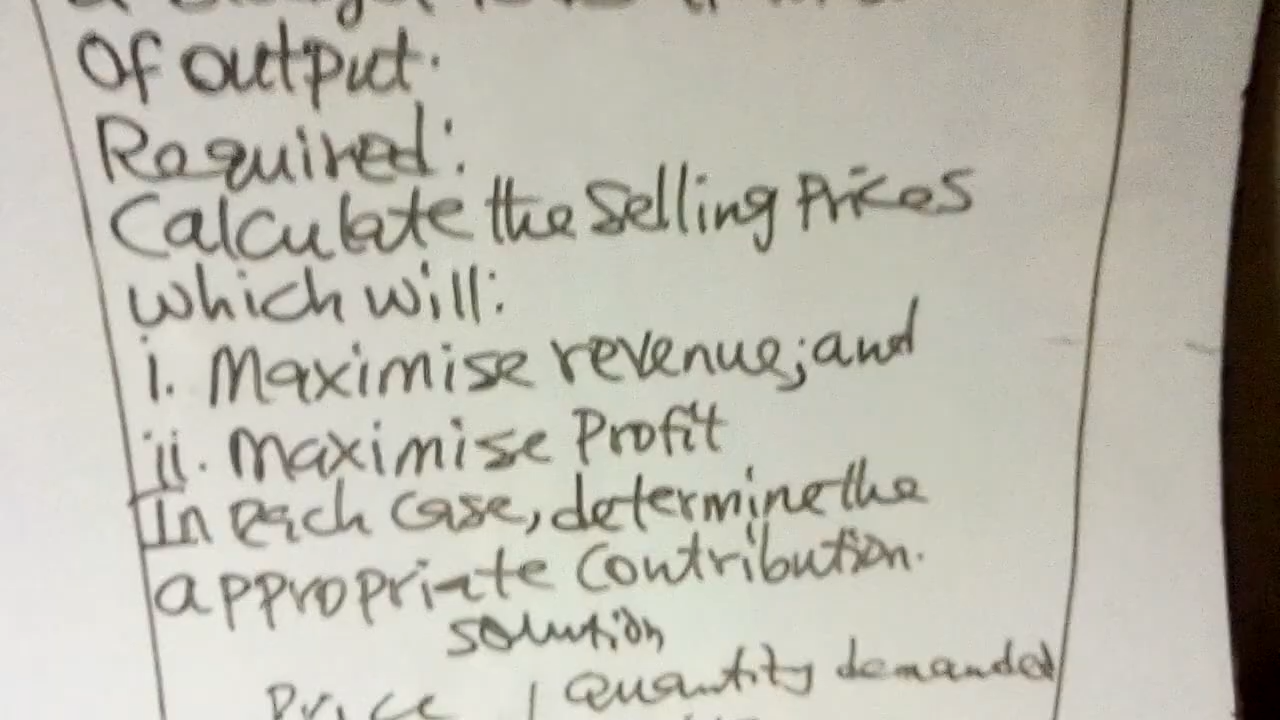 of output.
Required:
Calculate the selling Prices
which will:
i. Maximise revenue; and
ii. Maximise Profit
In each case, determine the
appropriate Contribution.
solution
Price | Quantity demanded